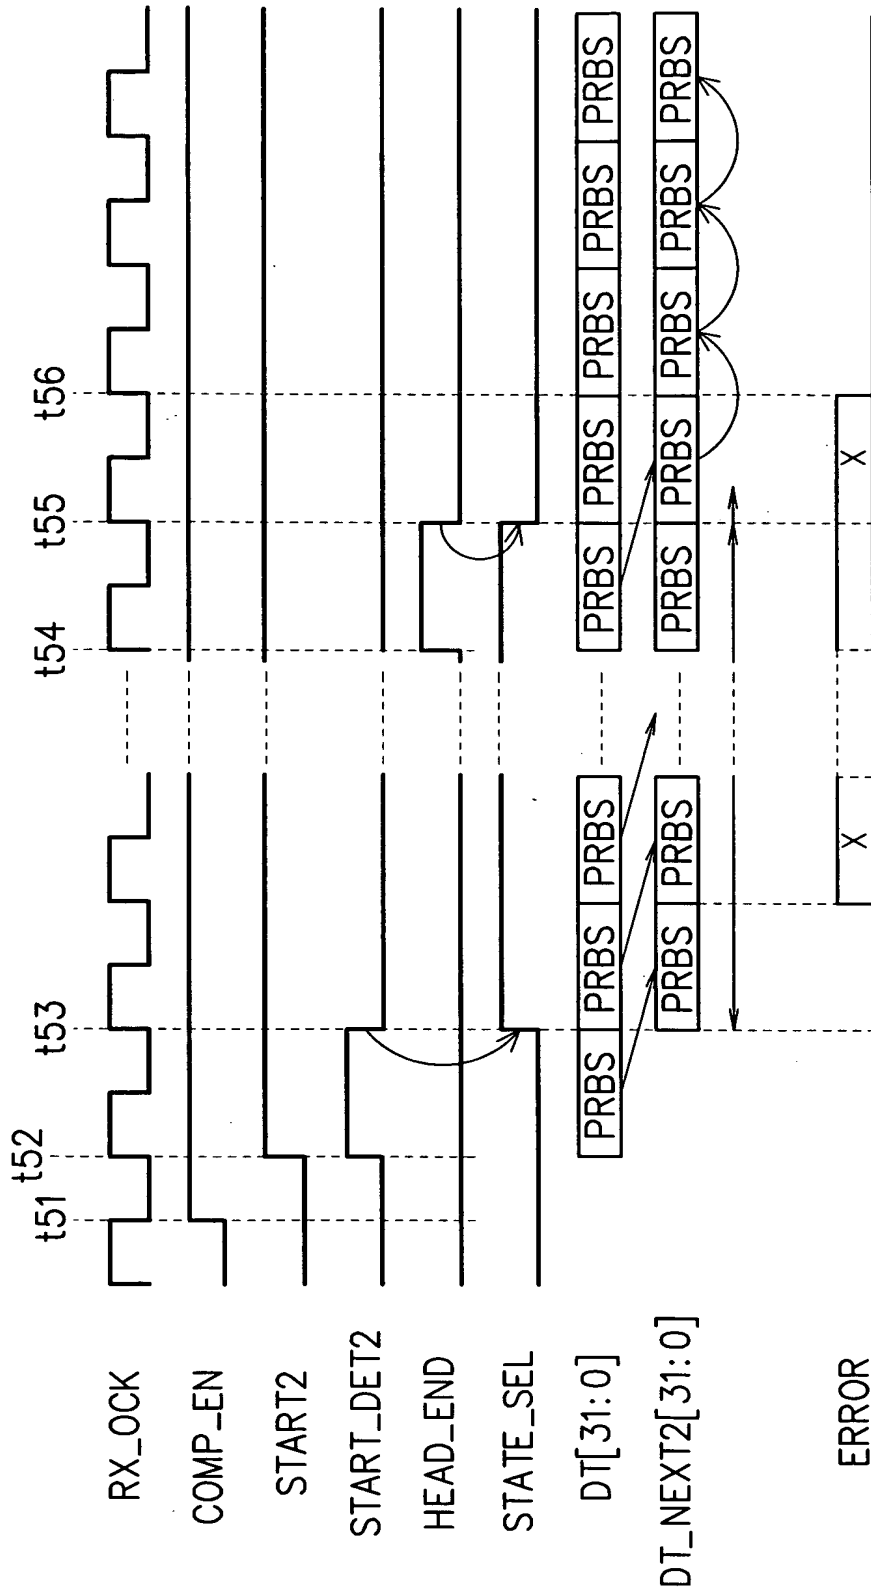 t51 t52 t53 t54 t55 t56
RX_OCK
COMP_EN
START2
START_DET2
HEAD_END
STATE_SEL
DT[31:0] PRBS PRBS PRBS PRBS PRBS PRBS PRBS PRBS
DT_NEXT2[31:0] PRBS PRBS PRBS PRBS PRBS PRBS PRBS
ERROR X X